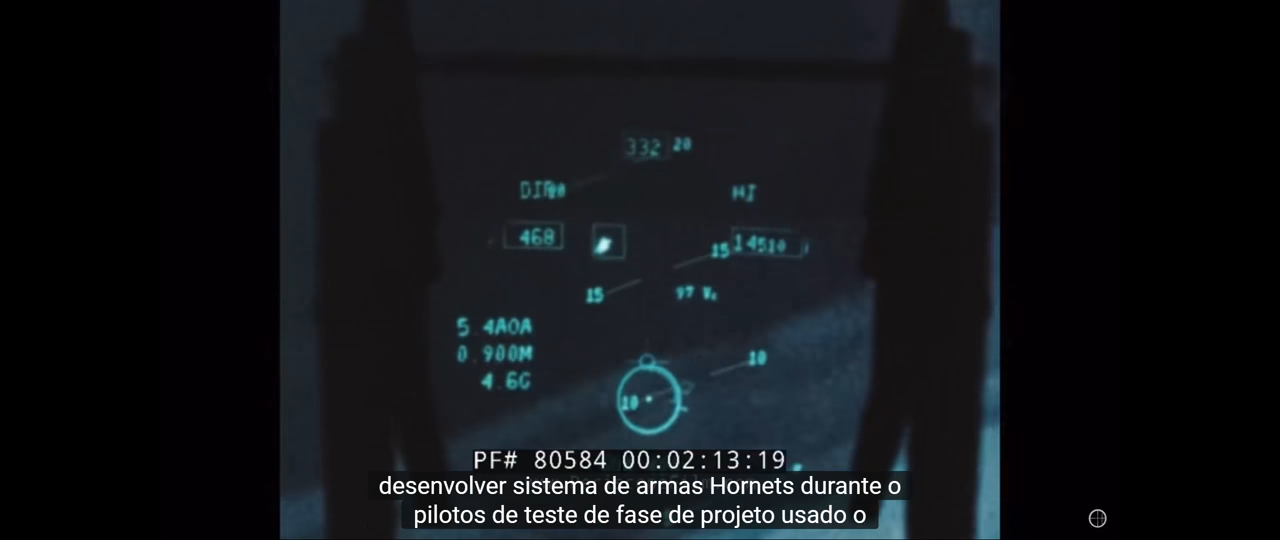 332 20
HI
468
15 14510
15
97 Vc
5.4AOA
0.900M
4.6G
10
10
PF# 80584 00:02:13:19
desenvolver sistema de armas Hornets durante o
pilotos de teste de fase de projeto usado o